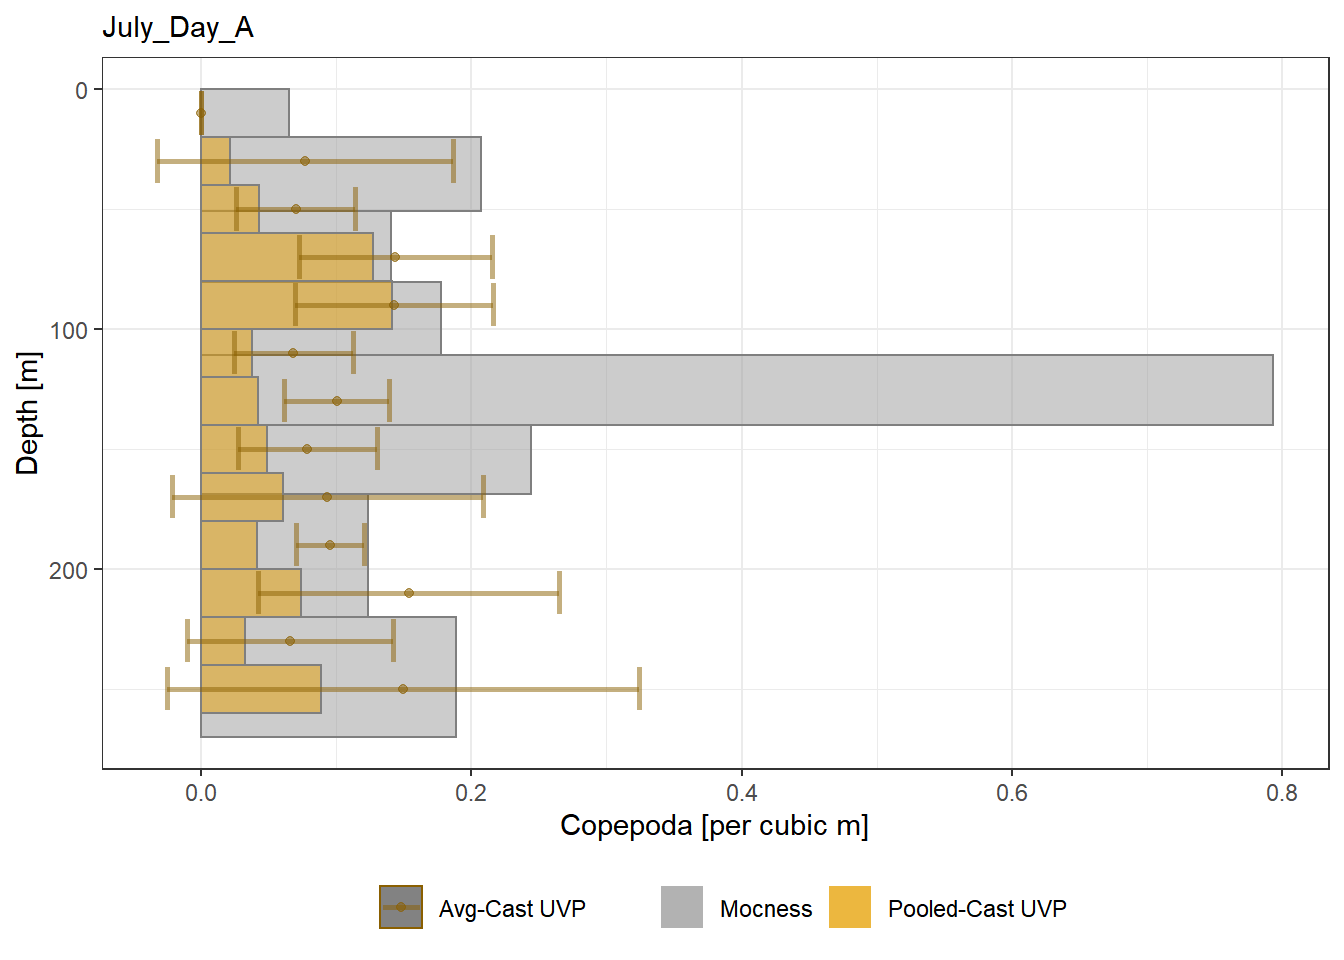 July_Day_A
0
100
200
Depth [m]
0.0 0.2 0.4 0.6 0.8
Copepoda [per cubic m]
Avg-Cast UVP Mocness Pooled-Cast UVP